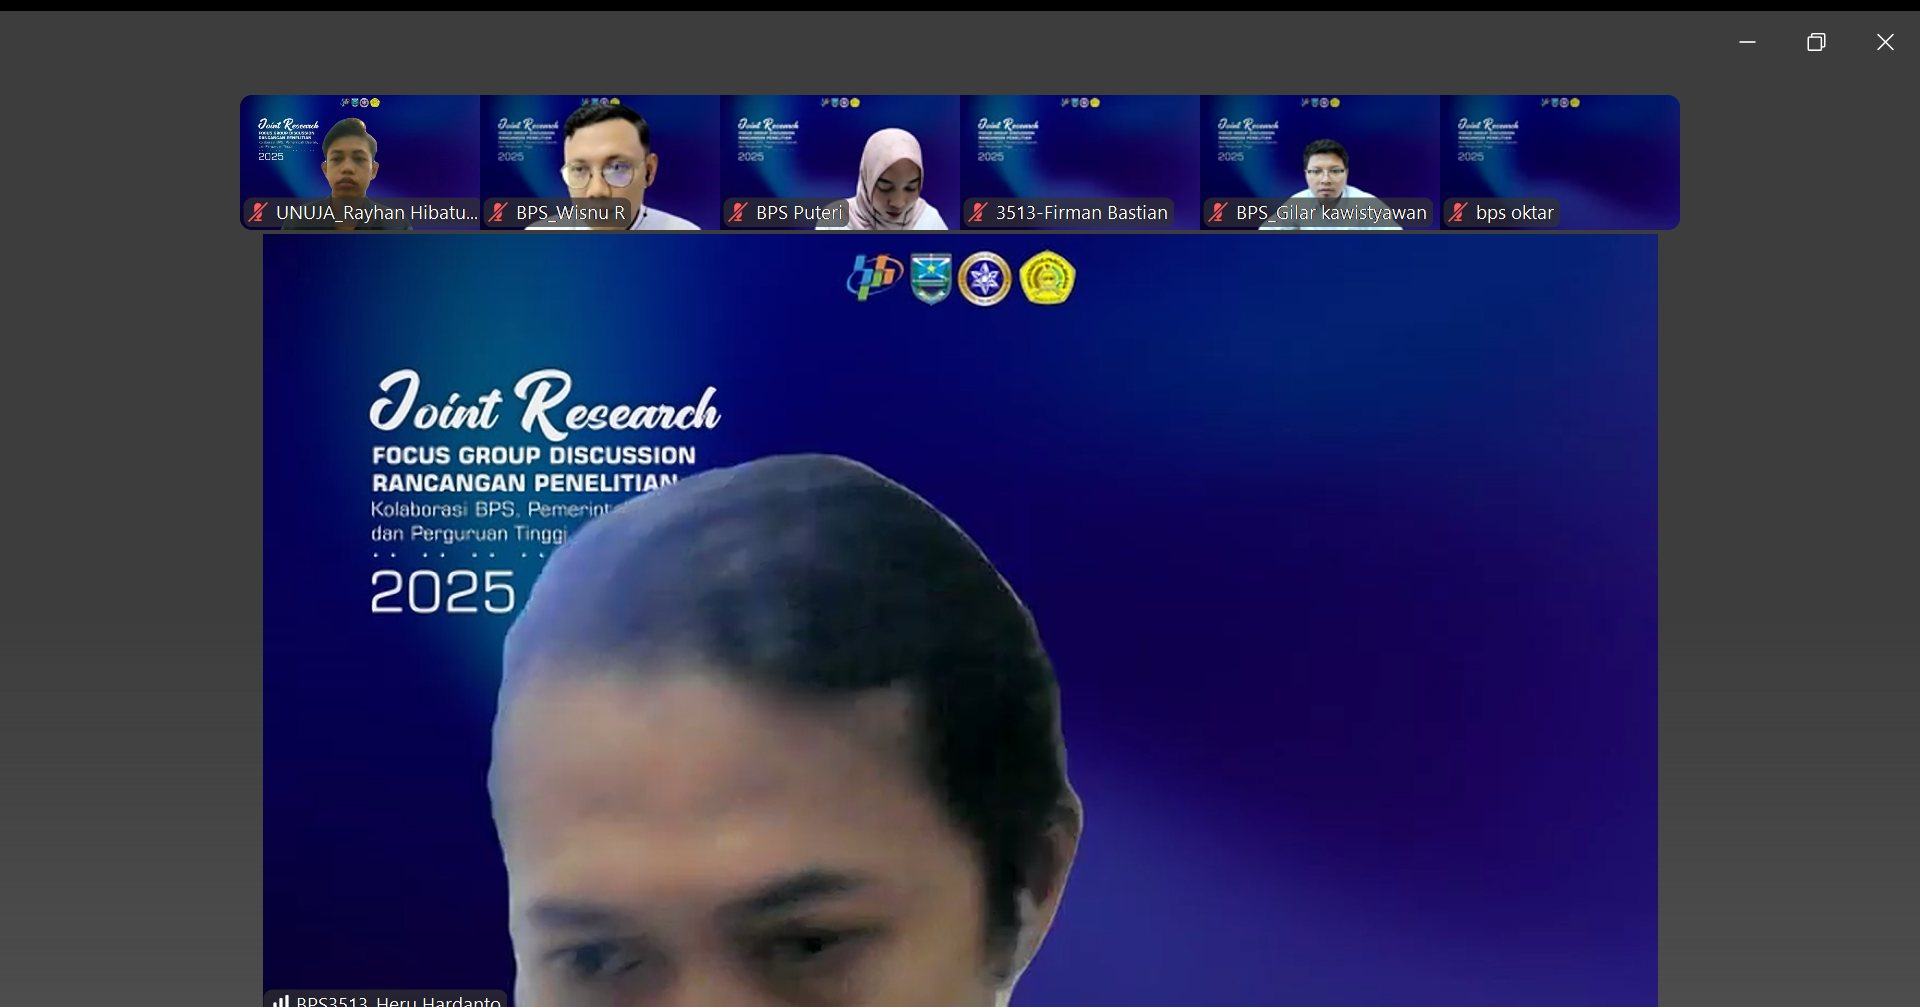 UNUJA_Rayhan Hibatu...
BPS_Wisnu R
BPS Puteri
3513-Firman Bastian
BPS_Gilar kawistyawan
bps oktar
Joint Research
FOCUS GROUP DISCUSSION
RANCANGAN PENELITIAN
Kolaborasi BPS, Pemerint
dan Perguruan Tinggi
2025
BPS3513_Heru Hardanto